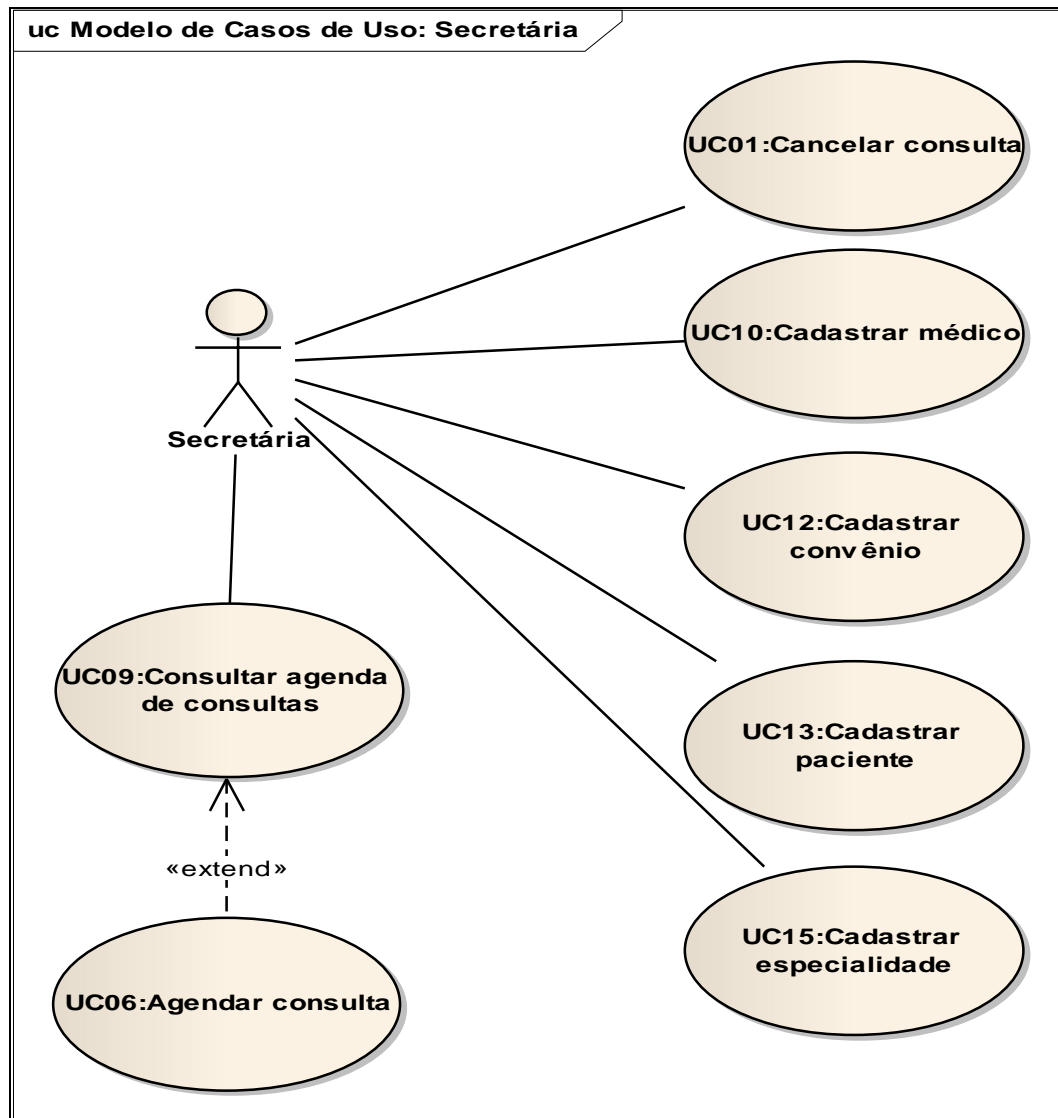 uc Modelo de Casos de Uso: Secretária
UC01:Cancelar consulta
UC10:Cadastrar médico
Secretária
UC12:Cadastrar
convênio
UC09:Consultar agenda
de consultas
UC13:Cadastrar
paciente
«extend»
UC15:Cadastrar
especialidade
UC06:Agendar consulta